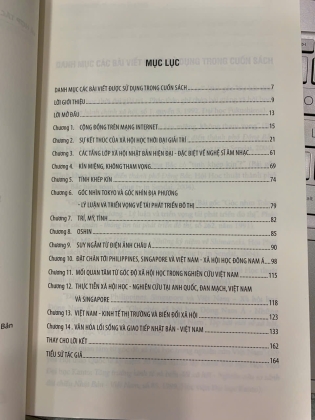 MỤC LỤC
DANH MỤC CÁC BÀI VIẾT ĐƯỢC SỬ DỤNG TRONG CUỐN SÁCH 7
LỜI GIỚI THIỆU 9
LỜI MỞ ĐẦU 13
Chương 1. CỘNG ĐỒNG TRÊN MẠNG INTERNET 15
Chương 2. SỰ KẾT THÚC CỦA XÃ HỘI HỌC THỜI ĐẠI GIẢI TRÍ 21
Chương 3. CÁC TẦNG LỚP XÃ HỘI NHẬT BẢN HIỆN ĐẠI - ĐẶC BIỆT VỀ NGHỆ SĨ ÂM NHẠC 61
Chương 4. KÍN MIỆNG, KHÔNG THAM VỌNG 69
Chương 5. TÍNH KHÉP KÍN 74
Chương 6. GÓC NHÌN TOKYO VÀ GÓC NHÌN ĐỊA PHƯƠNG
- LÝ LUẬN VÀ TRIỂN VỌNG VỀ TÁI PHÁT TRIỂN ĐÔ THỊ 79
Chương 7. TRÍ, MỸ, TÌNH 82
Chương 8. OSHIN 85
Chương 9. SUY NGẪM TỪ ĐIỆN ẢNH CHÂU Á 90
Chương 10. ĐẶT CHÂN TỚI PHILIPPINES, SINGAPORE VÀ VIỆT NAM - XÃ HỘI HỌC ĐÔNG NAM Á 98
Chương 11. MỐI QUAN TÂM TỪ GÓC ĐỘ XÃ HỘI HỌC TRONG NGHIÊN CỨU VIỆT NAM 115
Chương 12. THỰC TIỄN XÃ HỘI HỌC - NGHIÊN CỨU TẠI ANH QUỐC, ĐAN MẠCH, VIỆT NAM
VÀ SINGAPORE 118
Chương 13. VIỆT NAM - KINH TẾ THỊ TRƯỜNG VÀ BIẾN ĐỔI XÃ HỘI 123
Chương 14. VĂN HÓA LỐI SỐNG VÀ GIAO TIẾP NHẬT BẢN - VIỆT NAM 133
THAY CHO LỜI KẾT 162
TIỂU SỬ TÁC GIẢ 164
Bản